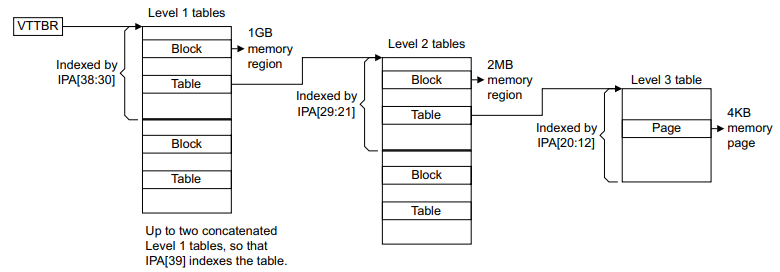 VTTBR
Level 1 tables
Block
Table
Block
Table
Indexed by
IPA[38:30]
1GB
memory
region
Up to two concatenated
Level 1 tables, so that
IPA[39] indexes the table.
Level 2 tables
Block
Table
Block
Table
Indexed by
IPA[29:21]
2MB
memory
region
Level 3 table
Page
Indexed by
IPA[20:12]
4KB
memory
page